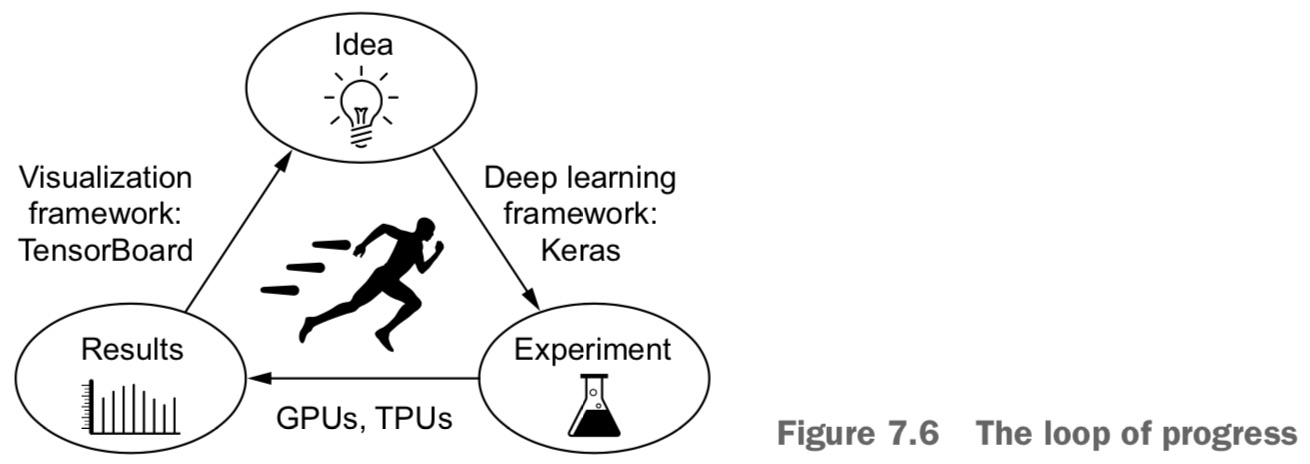 Idea
Visualization
framework:
TensorBoard
Deep learning
framework:
Keras
Results
Experiment
GPUs, TPUs
Figure 7.6 The loop of progress